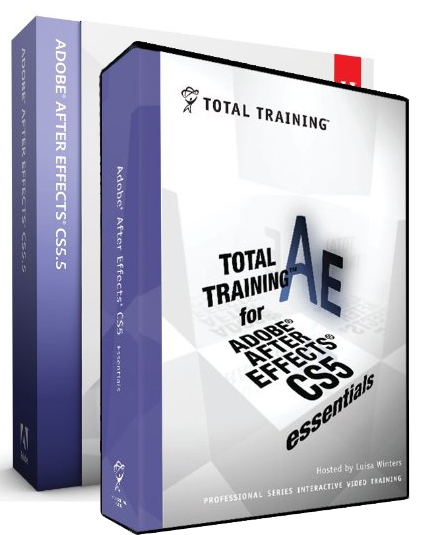 ADOBE® AFTER EFFECTS® CS5.5
ADOBE® AFTER EFFECTS® CS5.5
Adobe
Adobe® After Effects® CS5 essentials
TOTAL TRAINING™
AE
TOTAL
TRAINING™
for
ADOBE®
AFTER
EFFECTS®
CS5
essentials
Hosted by Luisa Winters
PROFESSIONAL SERIES INTERACTIVE VIDEO TRAINING